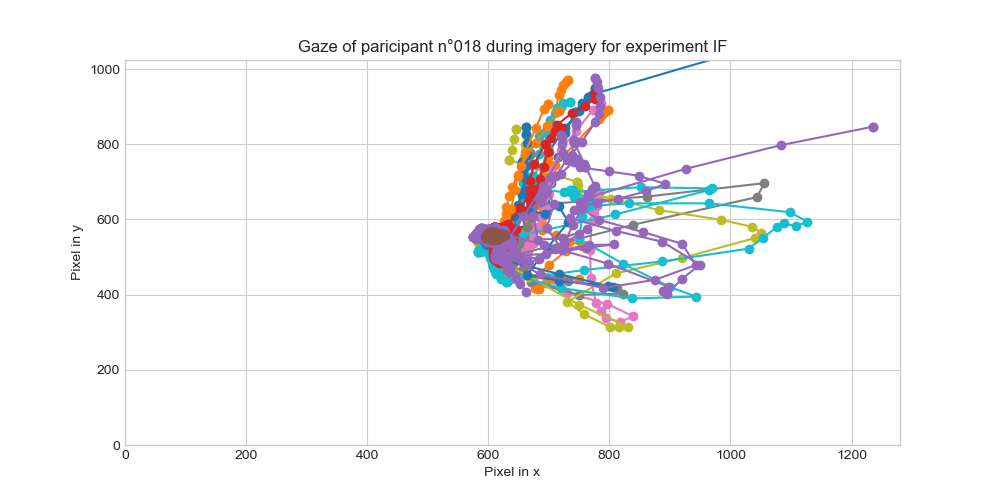 Gaze of paricipant n°018 during imagery for experiment IF
1000
800
600
400
200
0
Pixel in y
0 200 400 600 800 1000 1200
Pixel in x